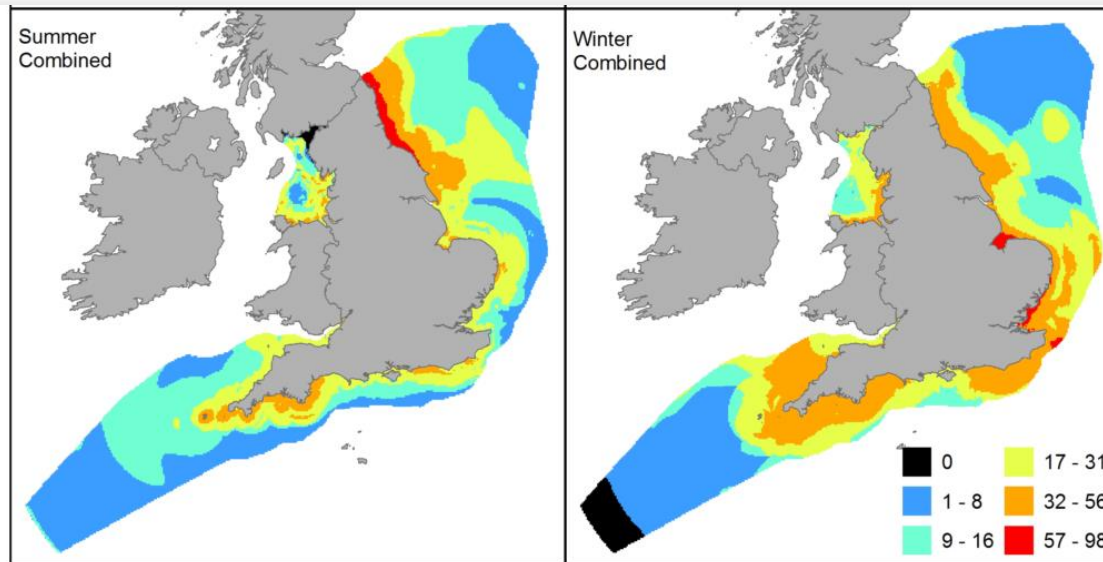 Summer
Combined
Winter
Combined
0
1 - 8
9 - 16
17 - 31
32 - 56
57 - 98